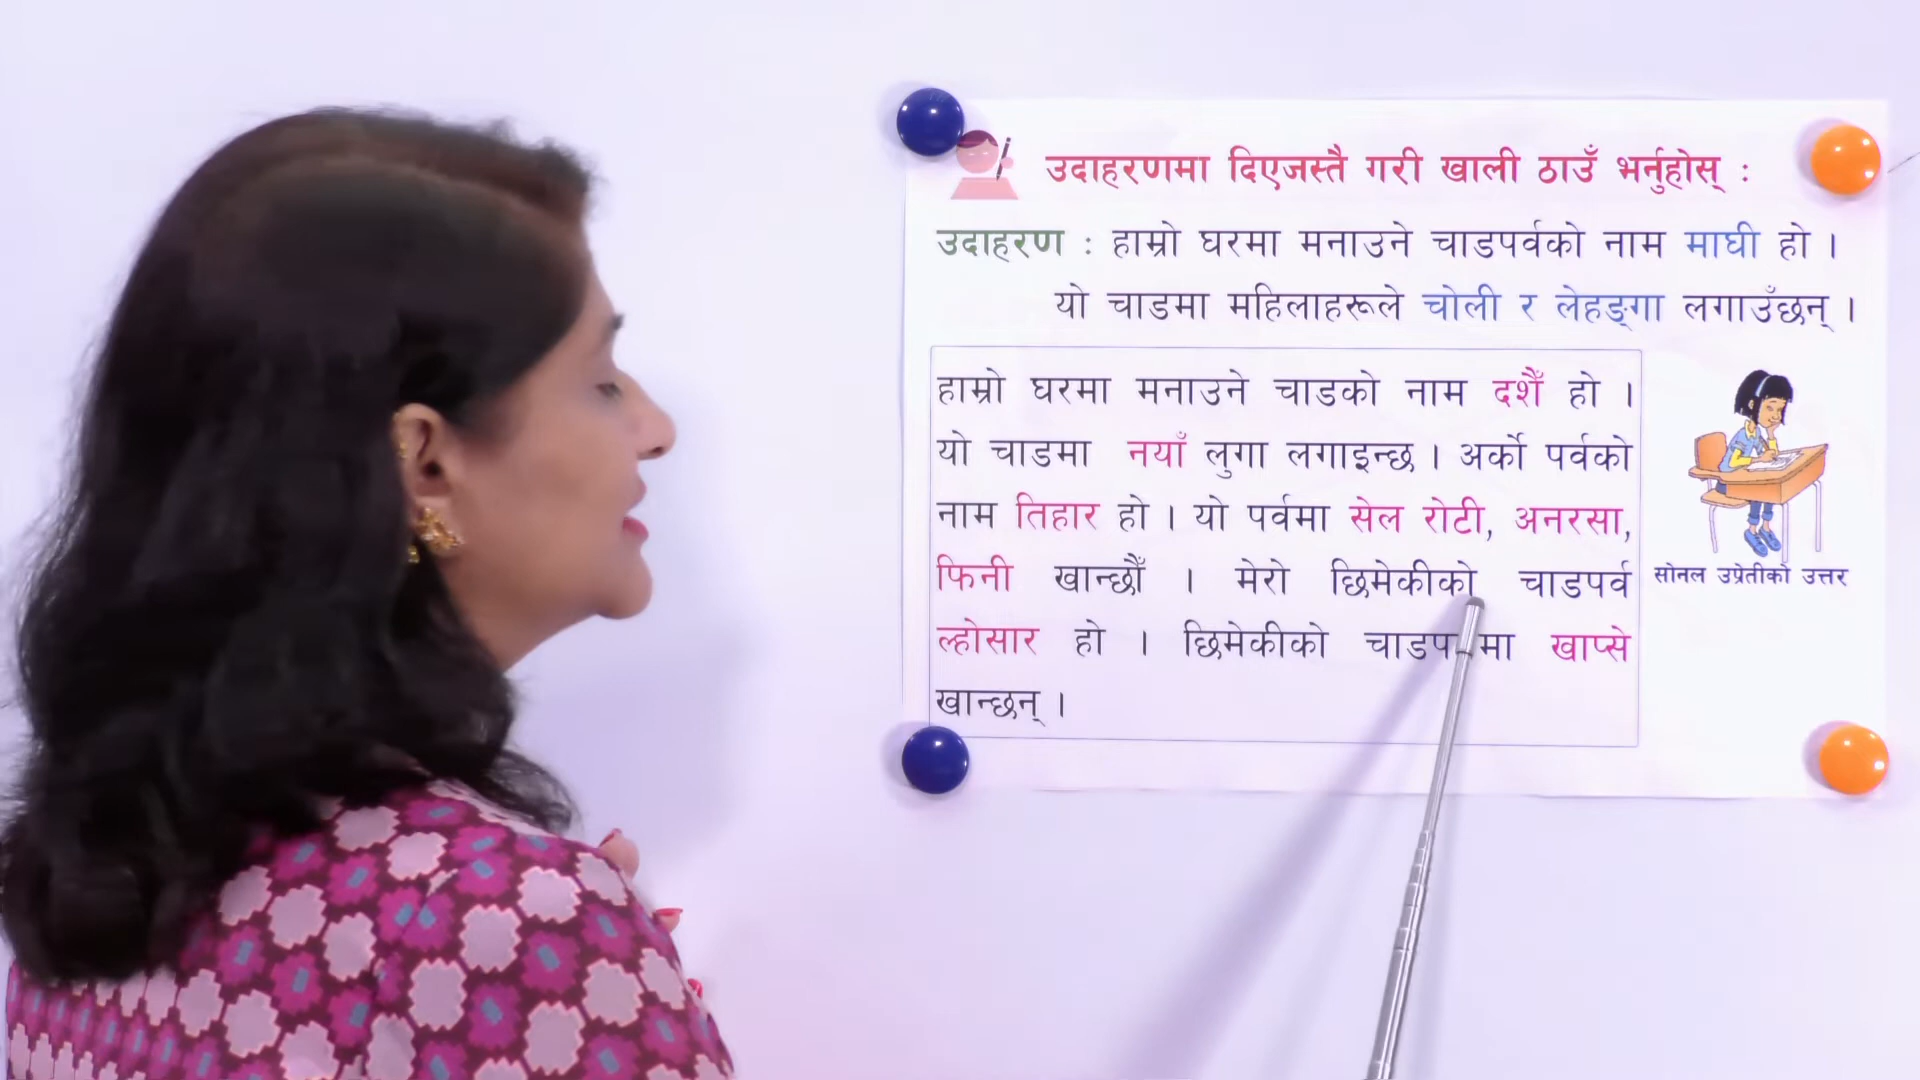 उदाहरणमा दिएजस्तै गरी खाली ठाउँ भर्नुहोस् :
उदाहरण : हाम्रो घरमा मनाउने चाडपर्वको नाम माघी हो ।
यो चाडमा महिलाहरूले चोली र लेहङ्गा लगाउँछन् ।
हाम्रो घरमा मनाउने चाडको नाम दशैँ हो ।
यो चाडमा नयाँ लुगा लगाइन्छ । अर्को पर्वको
नाम तिहार हो । यो पर्वमा सेल रोटी, अनरसा,
फिनी खान्छौँ । मेरो छिमेकीको चाडपर्व
ल्होसार हो । छिमेकीको मा खाप्से
खान्छन् ।
सोनल उप्रेतीको उत्तर